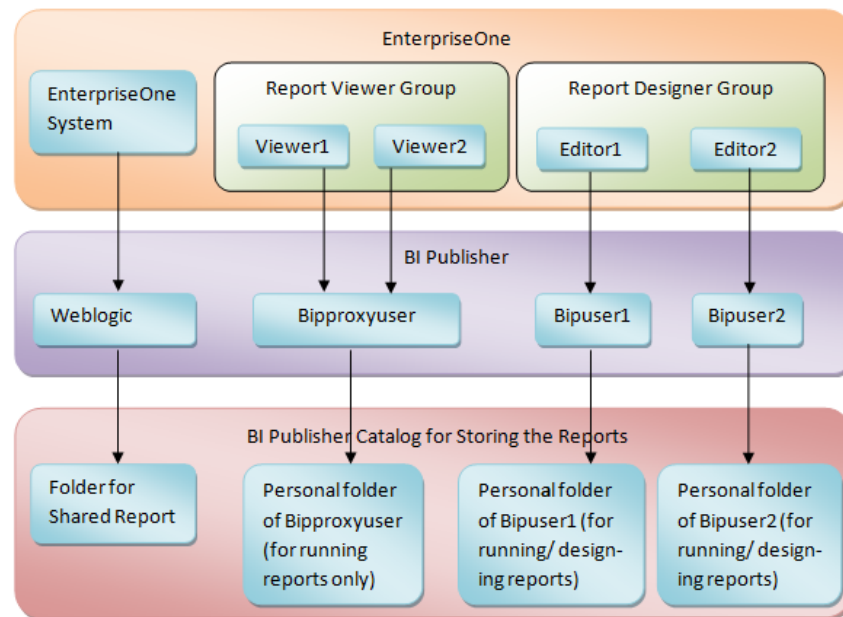 EnterpriseOne
EnterpriseOne
System
Report Viewer Group
Viewer1
Viewer2
Report Designer Group
Editor1
Editor2
BI Publisher
Weblogic
Bipproxyuser
Bipuser1
Bipuser2
BI Publisher Catalog for Storing the Reports
Folder for
Shared Report
Personal folder
of Bipproxyuser
(for running
reports only)
Personal folder
of Bipuser1 (for
running/ design-
ing reports)
Personal folder
of Bipuser2 (for
running/ design-
ing reports)